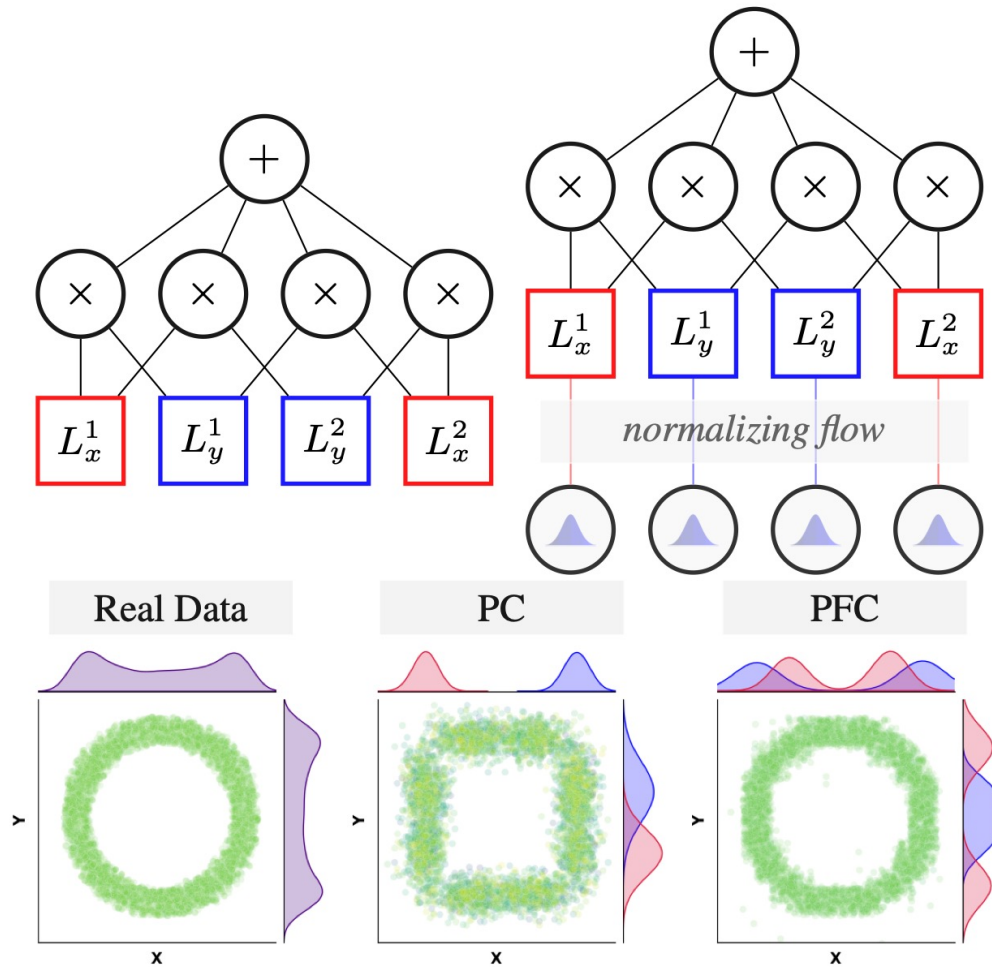 +
× × × ×
L_x^1 L_y^1 L_y^2 L_x^2
+
× × × ×
L_x^1 L_y^1 L_y^2 L_x^2
normalizing flow
Real Data
PC
PFC
Y
X
Y
X
Y
X